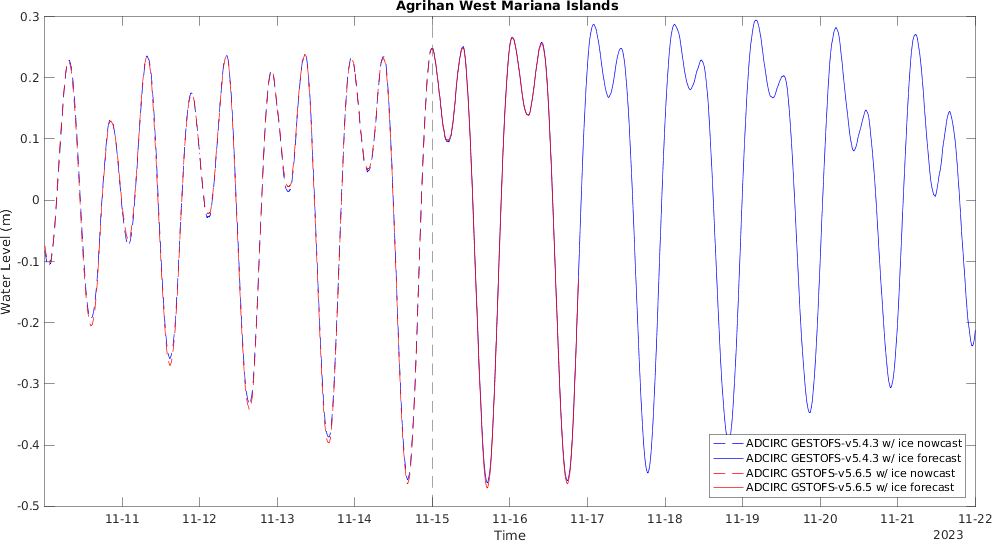 Agrihan West Mariana Islands
0.3
0.2
0.1
0
-0.1
-0.2
-0.3
-0.4
-0.5
Water Level (m)
ADCIRC GESTOFS-v5.4.3 w/ ice nowcast
ADCIRC GESTOFS-v5.4.3 w/ ice forecast
ADCIRC GSTOFS-v5.6.5 w/ ice nowcast
ADCIRC GSTOFS-v5.6.5 w/ ice forecast
11-11 11-12 11-13 11-14 11-15 11-16 11-17 11-18 11-19 11-20 11-21 11-22
Time
2023